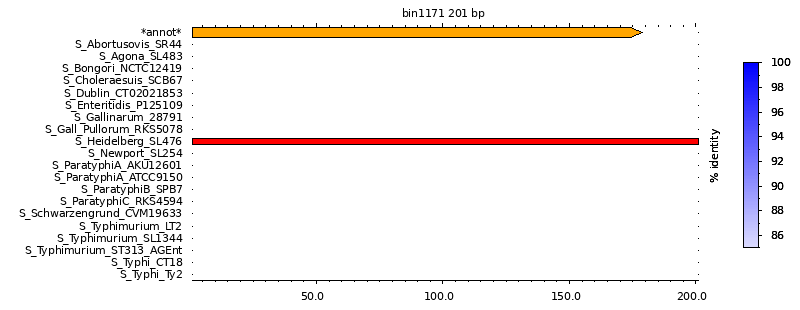 bin1171 201 bp
*annot*
S_Abortusovis_SR44
S_Agona_SL483
S_Bongori_NCTC12419
S_Choleraesuis_SCB67
S_Dublin_CT02021853
S_Enteritidis_P125109
S_Gallinarum_28791
S_Gall_Pullorum_RKS5078
S_Heidelberg_SL476
S_Newport_SL254
S_ParatyphiA_AKU12601
S_ParatyphiA_ATCC9150
S_ParatyphiB_SPB7
S_ParatyphiC_RKS4594
S_Schwarzengrund_CVM19633
S_Typhimurium_LT2
S_Typhimurium_SL1344
S_Typhimurium_ST313_AGEnt
S_Typhi_CT18
S_Typhi_Ty2
50.0 100.0 150.0 200.0
% identity
100
98
96
94
92
90
88
86